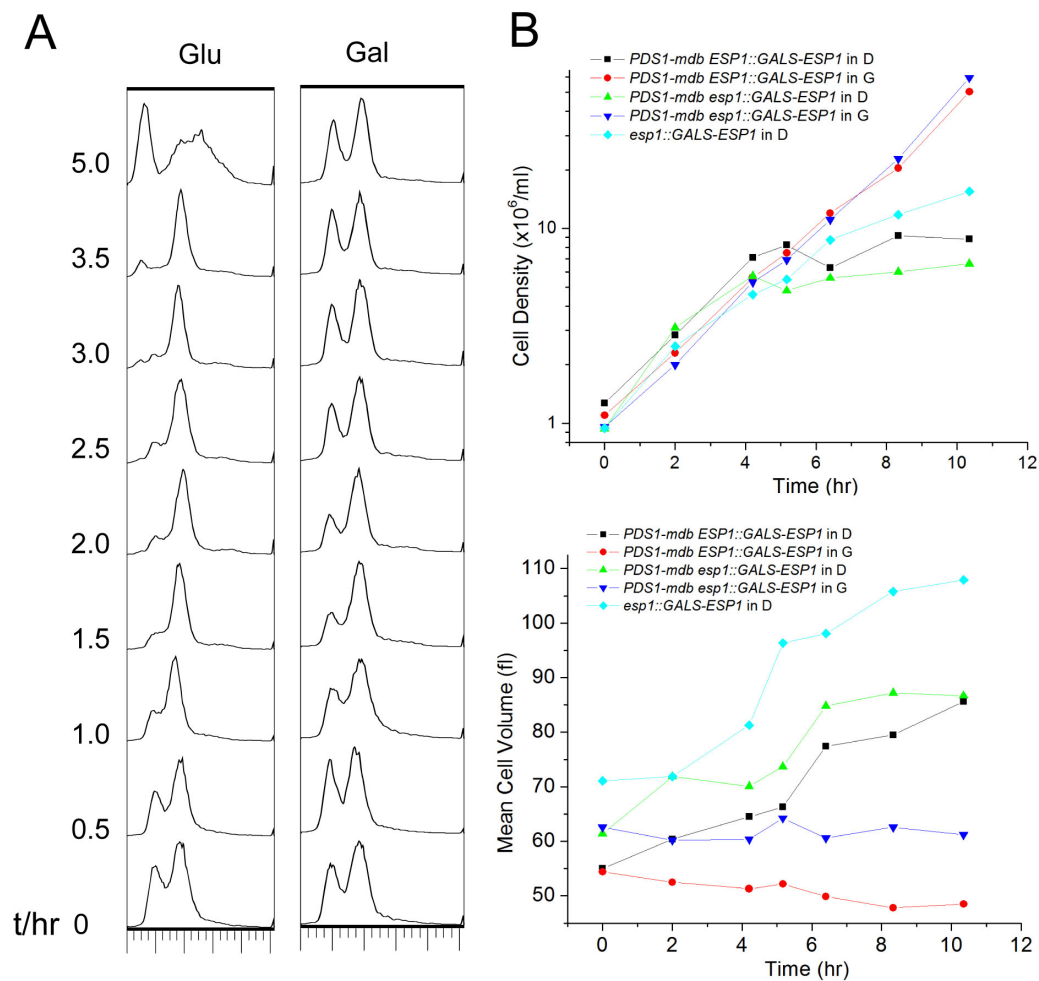 A
Glu Gal
5.0
3.5
3.0
2.5
2.0
1.5
1.0
0.5
t/hr 0
B
PDS1-mdb ESP1::GALS-ESP1 in D
PDS1-mdb ESP1::GALS-ESP1 in G
PDS1-mdb esp1::GALS-ESP1 in D
PDS1-mdb esp1::GALS-ESP1 in G
esp1::GALS-ESP1 in D
Cell Density (x10⁶/ml)
10
1
0 2 4 6 8 10 12
Time (hr)
PDS1-mdb ESP1::GALS-ESP1 in D
PDS1-mdb ESP1::GALS-ESP1 in G
PDS1-mdb esp1::GALS-ESP1 in D
PDS1-mdb esp1::GALS-ESP1 in G
esp1::GALS-ESP1 in D
Mean Cell Volume (fl)
110
100
90
80
70
60
50
0 2 4 6 8 10 12
Time (hr)